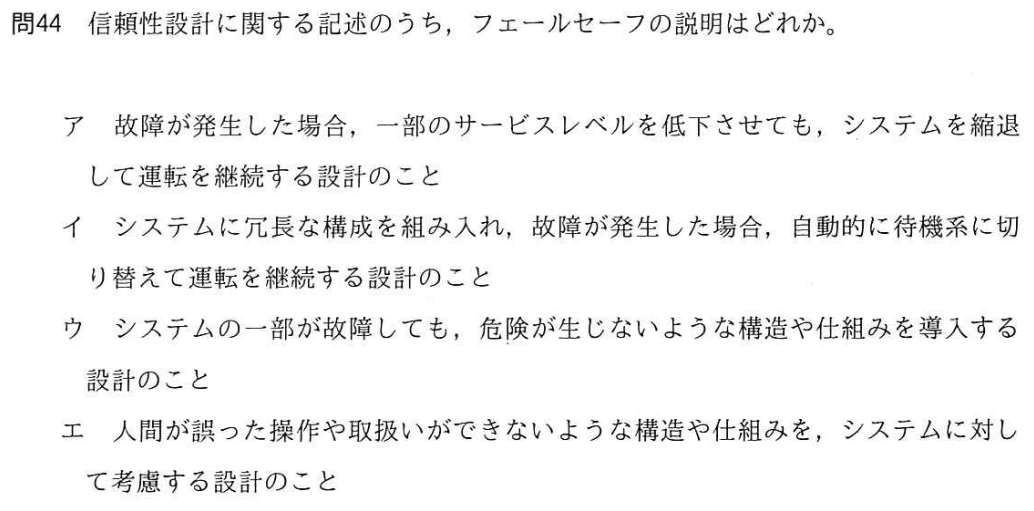 問44 信頼性設計に関する記述のうち，フェールセーフの説明はどれか。
ア 故障が発生した場合，一部のサービスレベルを低下させても，システムを縮退
して運転を継続する設計のこと
イ システムに冗長な構成を組み入れ，故障が発生した場合，自動的に待機系に切
り替えて運転を継続する設計のこと
ウ システムの一部が故障しても，危険が生じないような構造や仕組みを導入する
設計のこと
エ 人間が誤った操作や取扱いができないような構造や仕組みを，システムに対し
て考慮する設計のこと